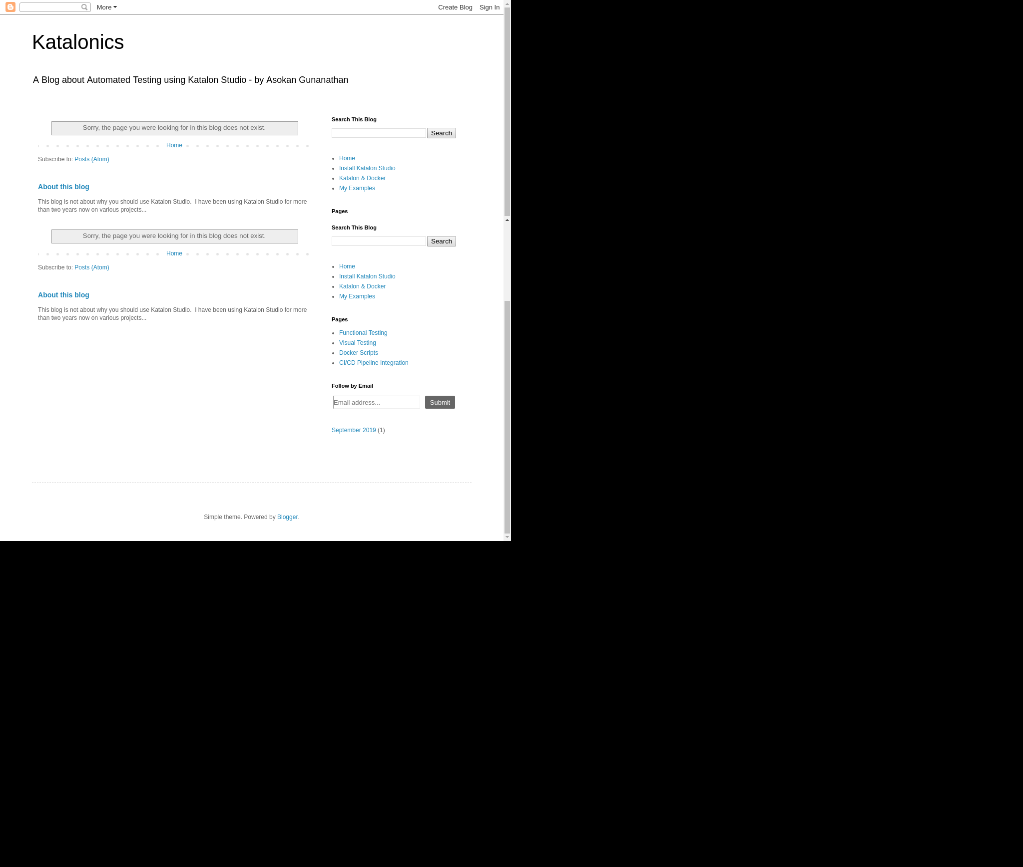 More
Create Blog
Sign In
Katalonics
A Blog about Automated Testing using Katalon Studio - by Asokan Gunanathan
Sorry, the page you were looking for in this blog does not exist.
Home
Subscribe to: Posts (Atom)
About this blog
This blog is not about why you should use Katalon Studio.  I have been using Katalon Studio for more
than two years now on various projects...
Sorry, the page you were looking for in this blog does not exist.
Home
Subscribe to: Posts (Atom)
About this blog
This blog is not about why you should use Katalon Studio.  I have been using Katalon Studio for more
than two years now on various projects...
Search This Blog
Search
Home
Install Katalon Studio
Katalon & Docker
My Examples
Pages
Search This Blog
Search
Home
Install Katalon Studio
Katalon & Docker
My Examples
Pages
Functional Testing
Visual Testing
Docker Scripts
CI/CD Pipeline Integration
Follow by Email
Email address...
Submit
September 2019 (1)
Simple theme. Powered by Blogger.